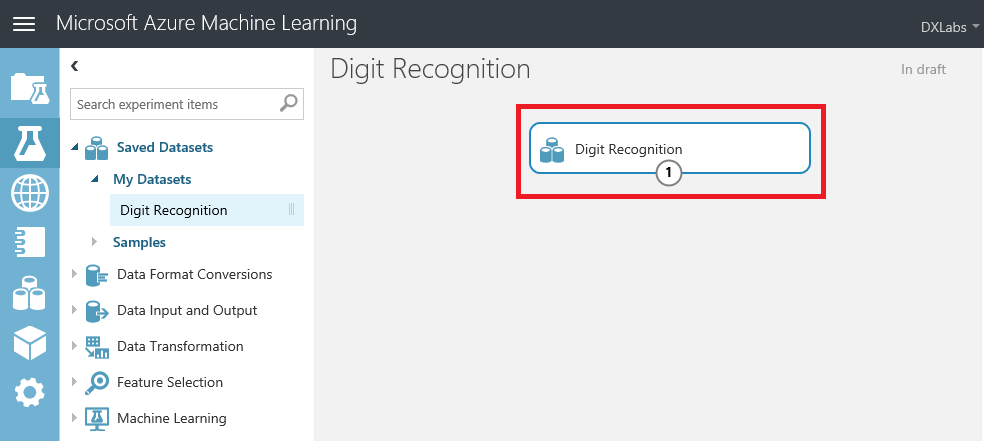 Microsoft Azure Machine Learning
DXLabs
Search experiment items
Saved Datasets
My Datasets
Digit Recognition
Samples
Data Format Conversions
Data Input and Output
Data Transformation
Feature Selection
Machine Learning
Digit Recognition
In draft
Digit Recognition
1